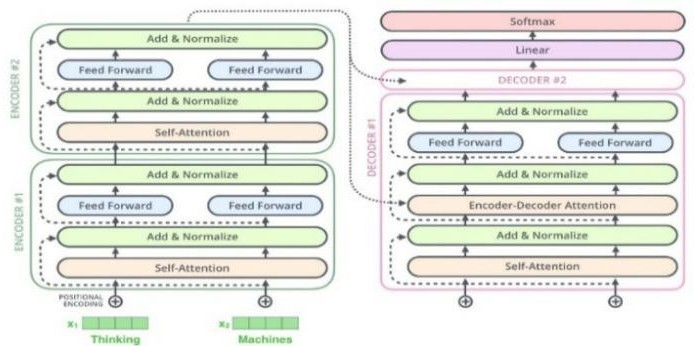 ENCODER #2
Add & Normalize
Feed Forward
Feed Forward
Add & Normalize
Self-Attention
ENCODER #1
Add & Normalize
Feed Forward
Feed Forward
Add & Normalize
Self-Attention
POSITIONAL
ENCODING
X₁
X₂
Thinking
Machines
Softmax
Linear
DECODER #2
DECODER #1
Add & Normalize
Feed Forward
Feed Forward
Add & Normalize
Encoder-Decoder Attention
Add & Normalize
Self-Attention